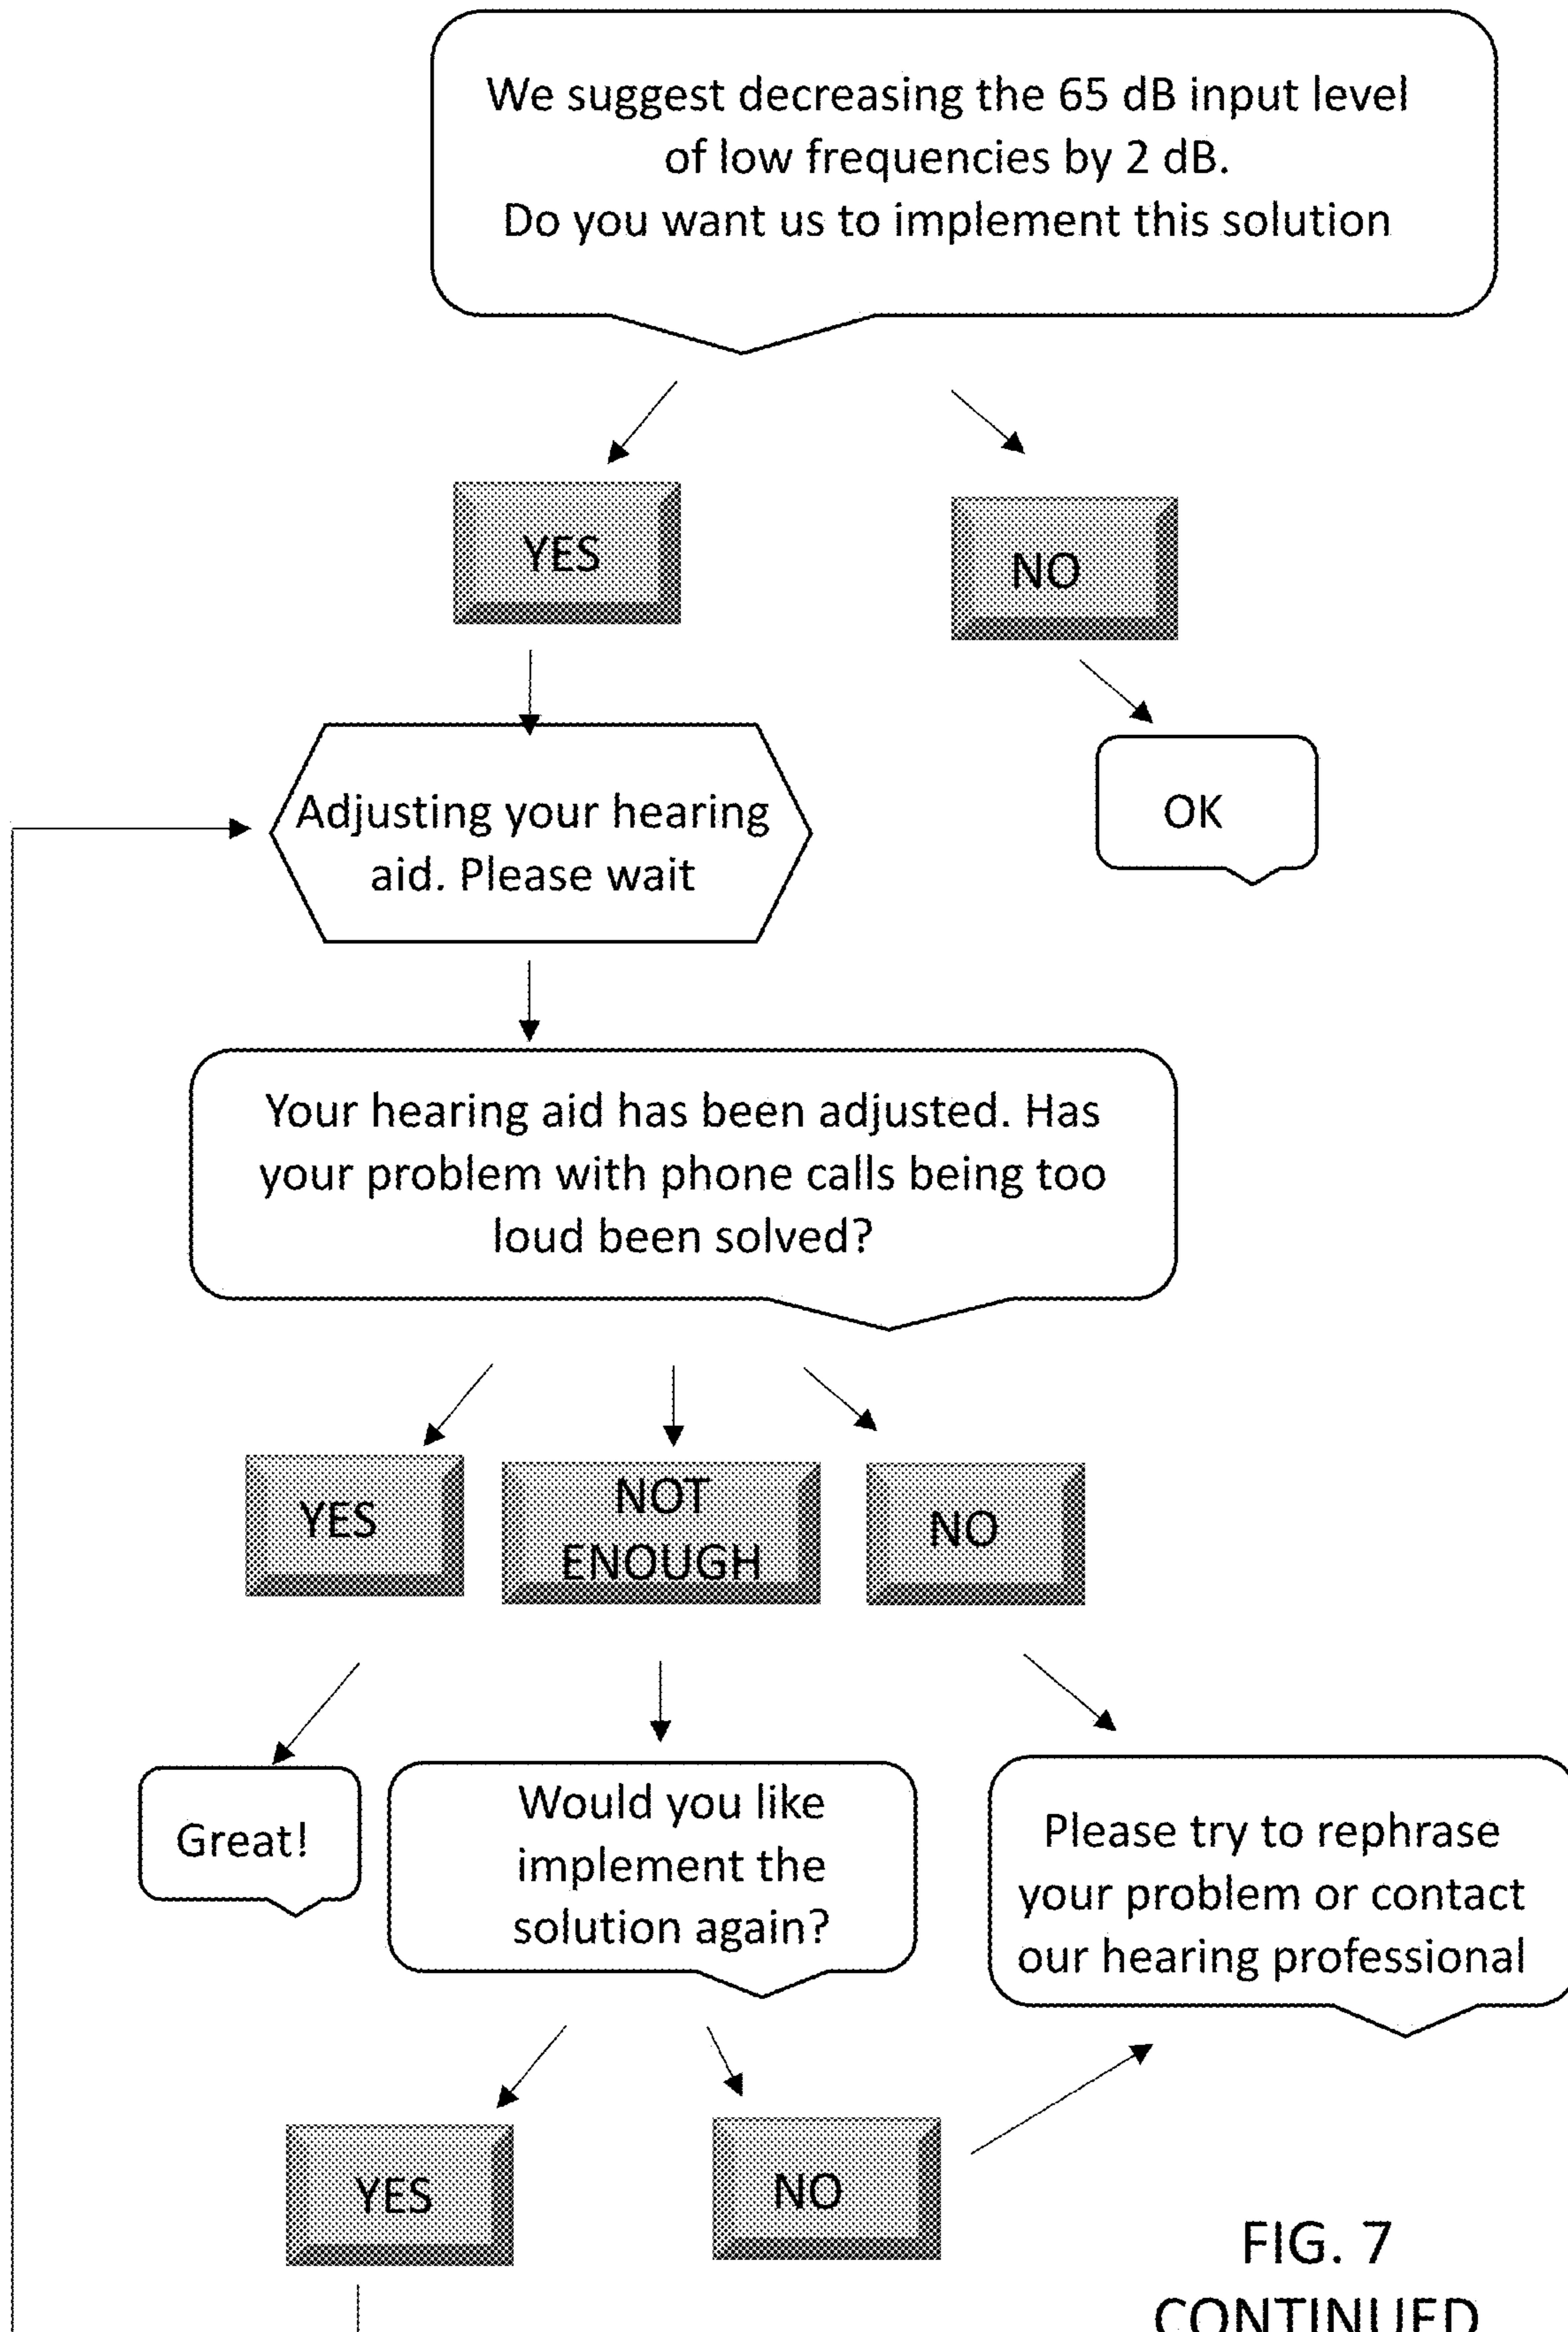 We suggest decreasing the 65 dB input level
of low frequencies by 2 dB.
Do you want us to implement this solution
YES
NO
Adjusting your hearing
aid. Please wait
OK
Your hearing aid has been adjusted. Has
your problem with phone calls being too
loud been solved?
YES
NOT
ENOUGH
NO
Great!
Would you like
implement the
solution again?
Please try to rephrase
your problem or contact
our hearing professional
YES
NO
FIG. 7
CONTINUED